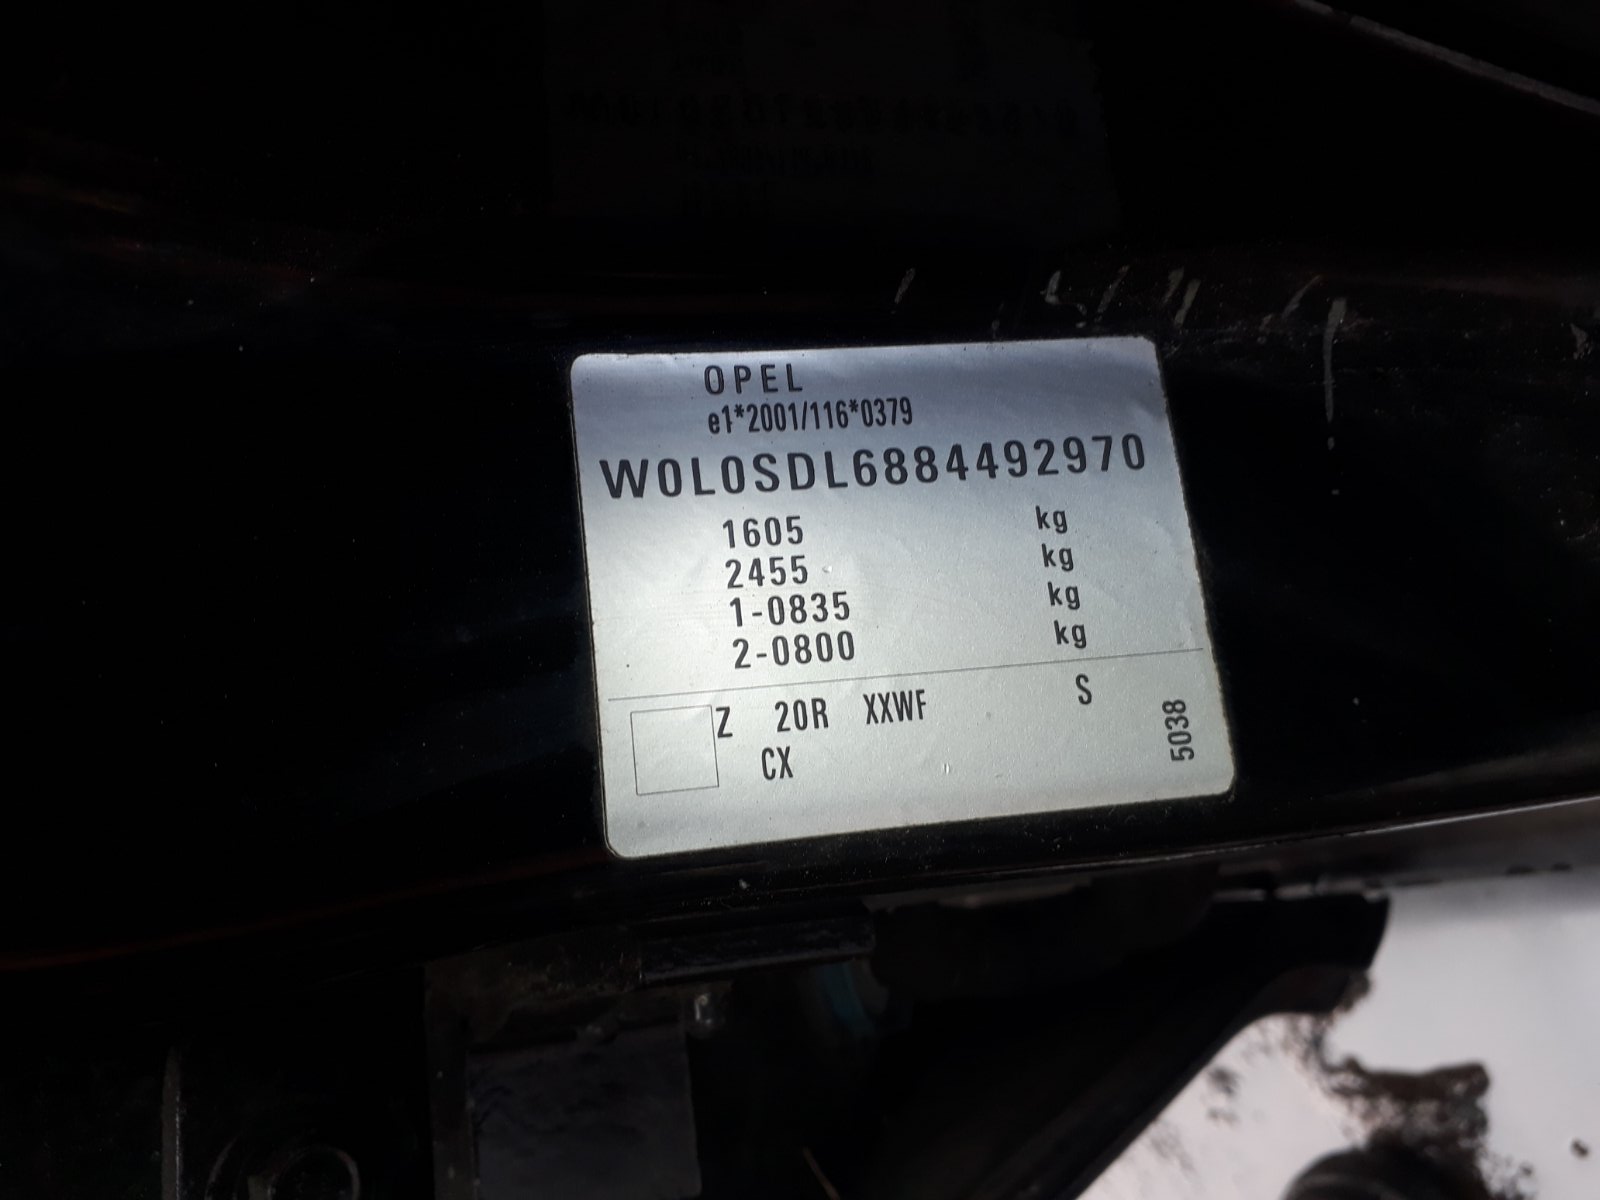 OPEL
e1*2001/116*0379
W0L0SDL6884492970
1605 kg
2455 kg
1-0835 kg
2-0800 kg
Z 20R XXWF S
CX
5038